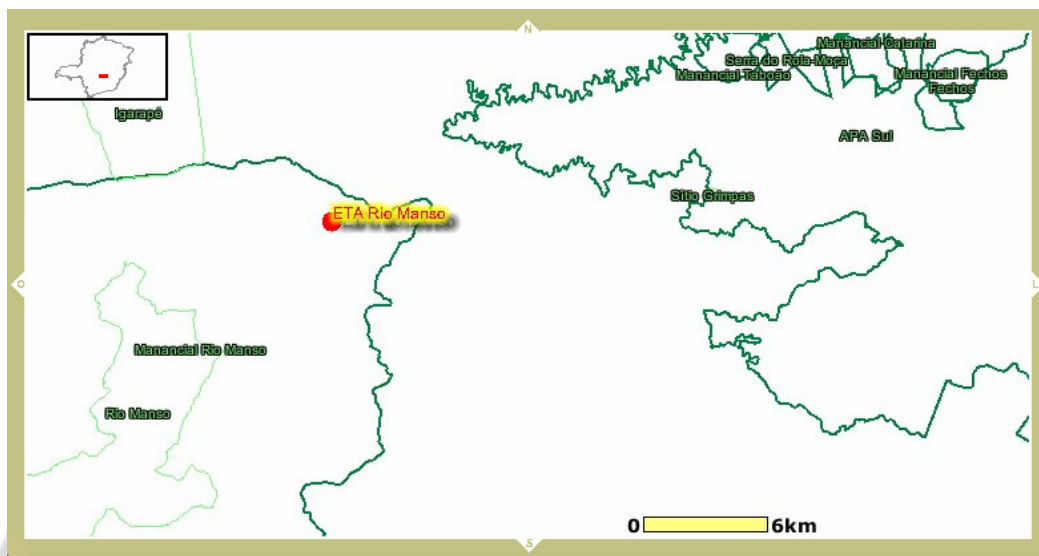 N
Manancial Catarina
Serra do Rola-Moça
Manancial Taboão
Manancial Fechos
Fechos
Igarapé
APA Sul
Sítio Grimpas
ETA Rio Manso
O
L
Manancial Rio Manso
Rio Manso
0
6km
S